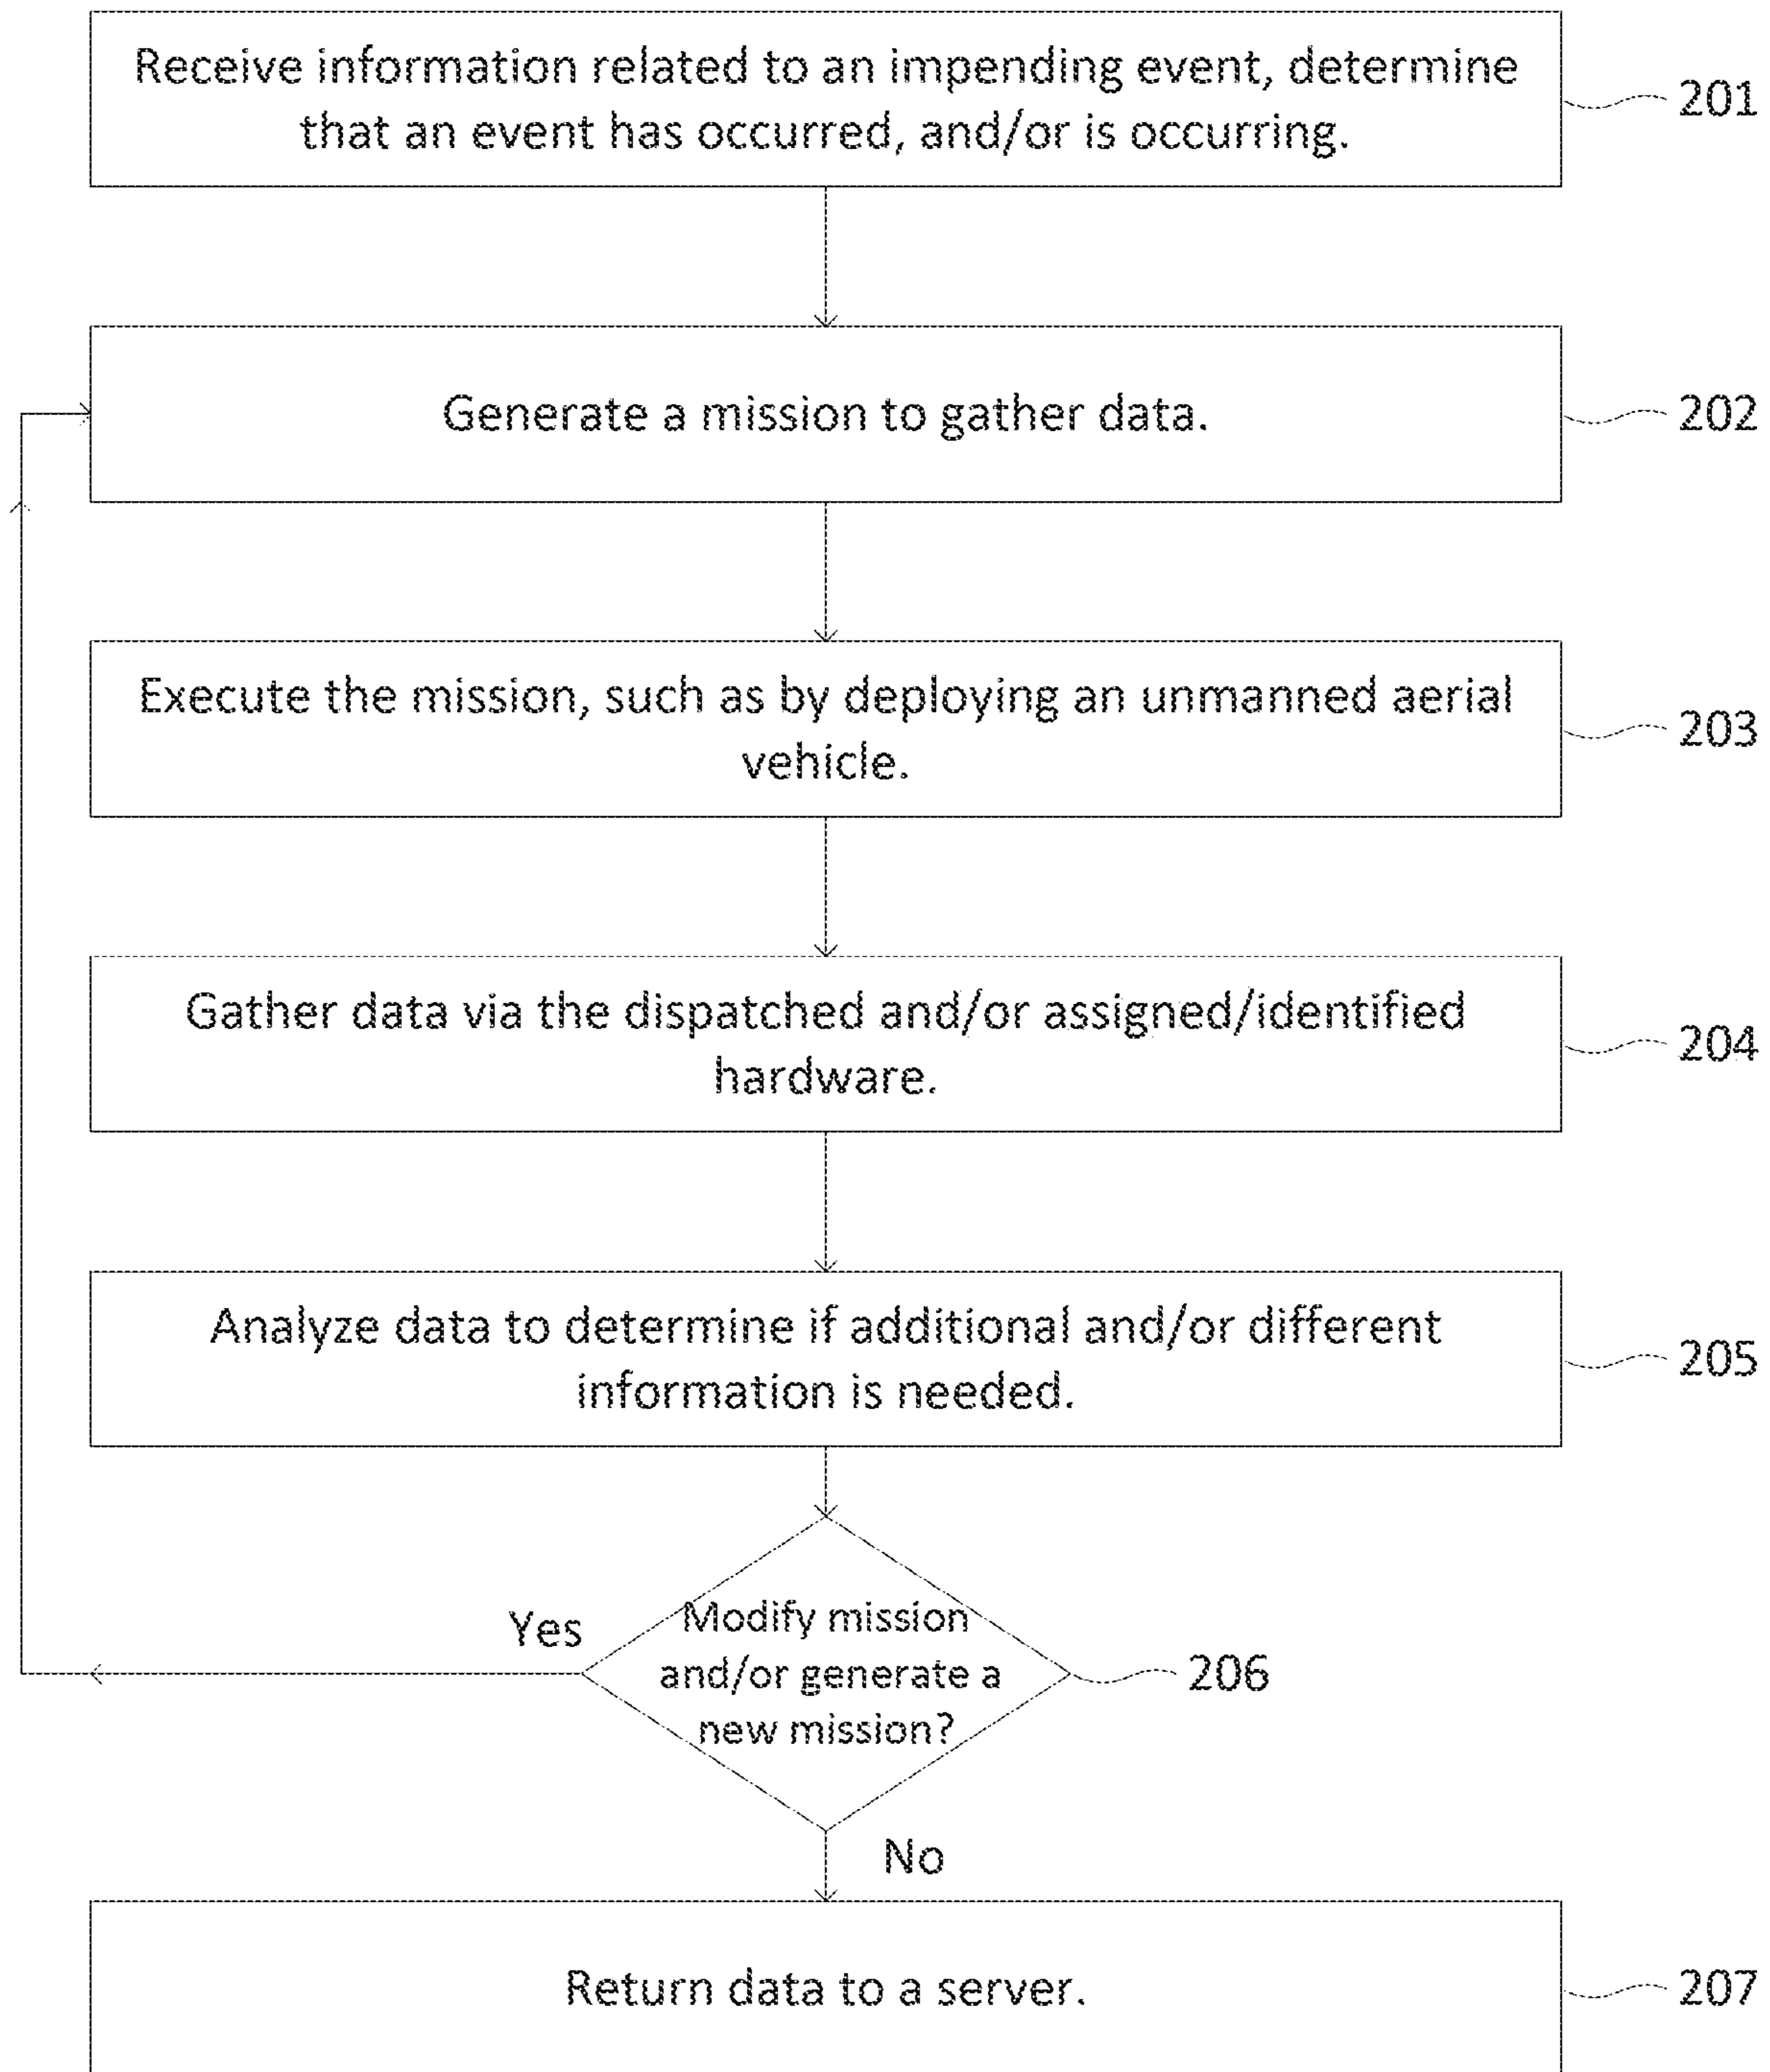 Receive information related to an impending event, determine
that an event has occurred, and/or is occurring.
201
Generate a mission to gather data.
202
Execute the mission, such as by deploying an unmanned aerial
vehicle.
203
Gather data via the dispatched and/or assigned/identified
hardware.
204
Analyze data to determine if additional and/or different
information is needed.
205
Yes
Modify mission
and/or generate a
new mission?
206
No
Return data to a server.
207